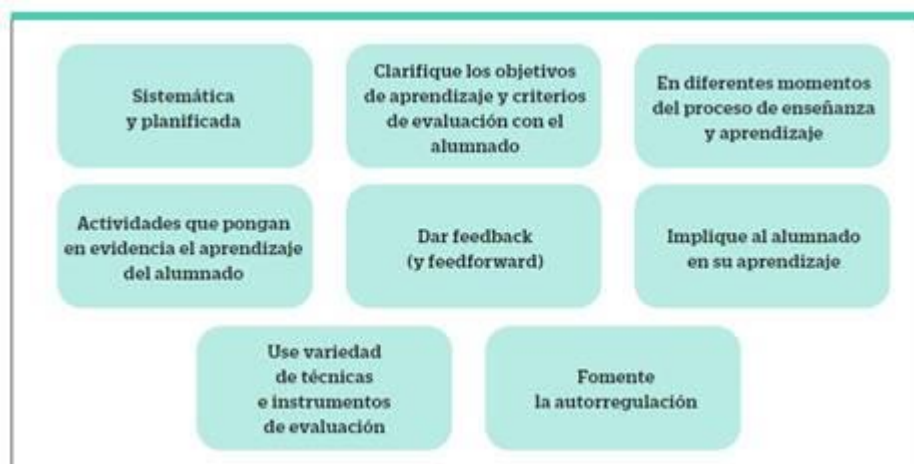 Sistemática
y planificada
Clarifique los objetivos
de aprendizaje y criterios
de evaluación con el
alumnado
En diferentes momentos
del proceso de enseñanza
y aprendizaje
Actividades que pongan
en evidencia el aprendizaje
del alumnado
Dar feedback
(y feedforward)
Implique al alumnado
en su aprendizaje
Use variedad
de técnicas
e instrumentos
de evaluación
Fomente
la autorregulación